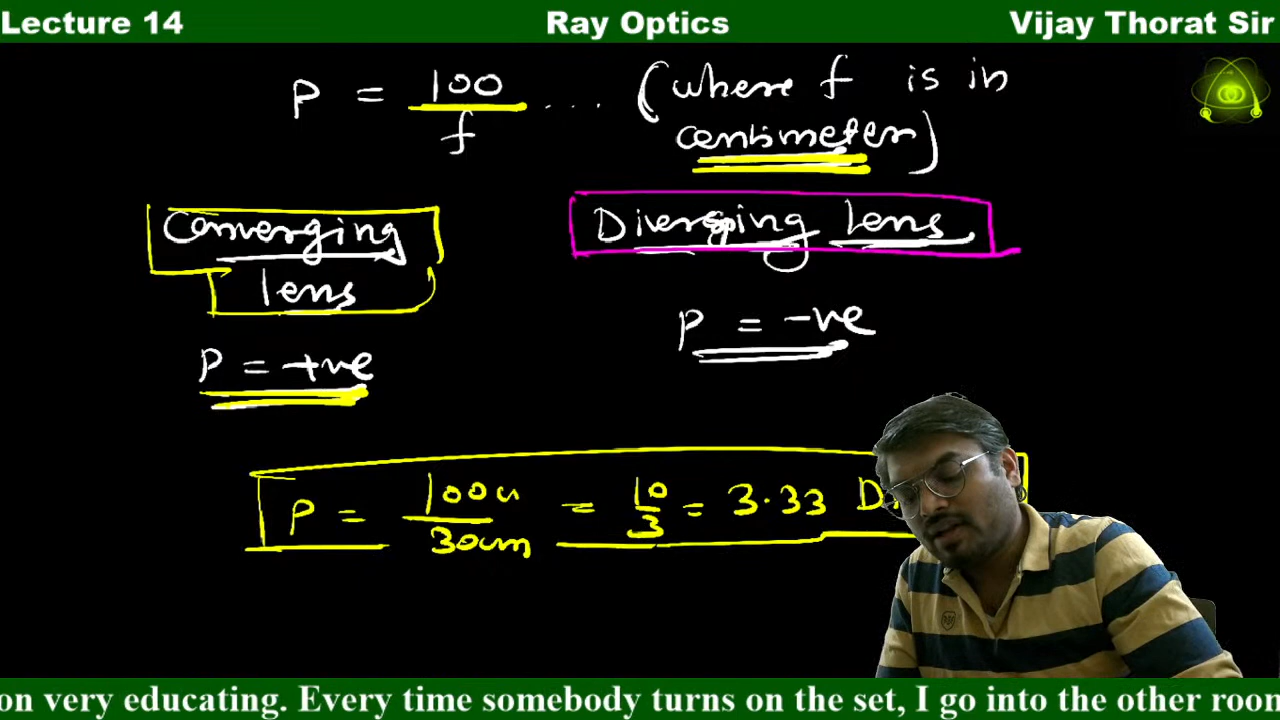 Lecture 14 Ray Optics Vijay Thorat Sir
P = 100 / f .... (where f is in centimeter)
Converging lens
Diverging lens
P = +ve
P = -ve
P = 100 / 30cm = 10/3 = 3.33 D
on very educating. Every time somebody turns on the set, I go into the other room